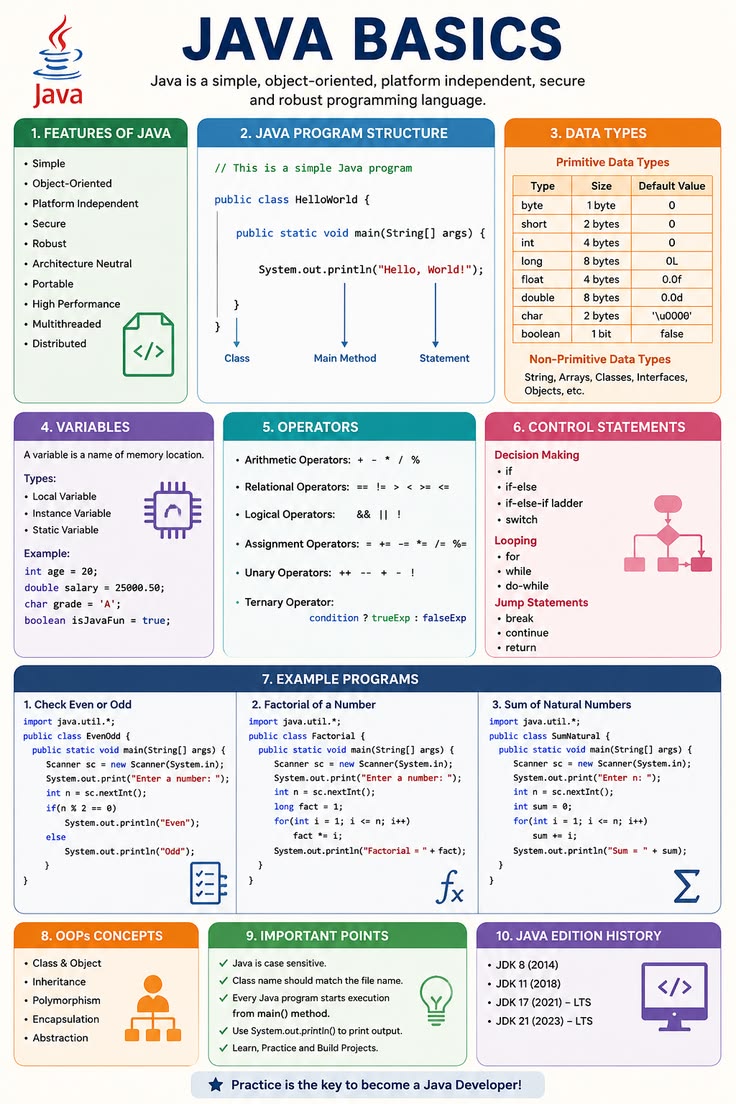 Java
JAVA BASICS
Java is a simple, object-oriented, platform independent, secure
and robust programming language.
1. FEATURES OF JAVA
• Simple
• Object-Oriented
• Platform Independent
• Secure
• Robust
• Architecture Neutral
• Portable
• High Performance
• Multithreaded
• Distributed
</>
2. JAVA PROGRAM STRUCTURE
// This is a simple Java program
public class HelloWorld {
public static void main(String[] args) {
System.out.println("Hello, World!");
}
}
Class Main Method Statement
3. DATA TYPES
Primitive Data Types
Type Size Default Value
byte 1 byte 0
short 2 bytes 0
int 4 bytes 0
long 8 bytes 0L
float 4 bytes 0.0f
double 8 bytes 0.0d
char 2 bytes '\u0000'
boolean 1 bit false
Non-Primitive Data Types
String, Arrays, Classes, Interfaces,
Objects, etc.
4. VARIABLES
A variable is a name of memory location.
Types:
• Local Variable
• Instance Variable
• Static Variable
Example:
int age = 20;
double salary = 25000.50;
char grade = 'A';
boolean isJavaFun = true;
5. OPERATORS
• Arithmetic Operators: + - * / %
• Relational Operators: == != > < >= <=
• Logical Operators: && || !
• Assignment Operators: = += -= *= /= %=
• Unary Operators: ++ -- + - !
• Ternary Operator:
condition ? trueExp : falseExp
6. CONTROL STATEMENTS
Decision Making
• if
• if-else
• if-else-if ladder
• switch
Looping
• for
• while
• do-while
Jump Statements
• break
• continue
• return
7. EXAMPLE PROGRAMS
1. Check Even or Odd
import java.util.*;
public class EvenOdd {
public static void main(String[] args) {
Scanner sc = new Scanner(System.in);
System.out.print("Enter a number: ");
int n = sc.nextInt();
if(n % 2 == 0)
System.out.println("Even");
else
System.out.println("Odd");
}
}
2. Factorial of a Number
import java.util.*;
public class Factorial {
public static void main(String[] args) {
Scanner sc = new Scanner(System.in);
System.out.print("Enter a number: ");
int n = sc.nextInt();
long fact = 1;
for(int i = 1; i <= n; i++)
fact *= i;
System.out.println("Factorial = " + fact);
}
}
fx
3. Sum of Natural Numbers
import java.util.*;
public class SumNatural {
public static void main(String[] args) {
Scanner sc = new Scanner(System.in);
System.out.print("Enter n: ");
int n = sc.nextInt();
int sum = 0;
for(int i = 1; i <= n; i++)
sum += i;
System.out.println("Sum = " + sum);
}
}
Σ
8. OOPs CONCEPTS
• Class & Object
• Inheritance
• Polymorphism
• Encapsulation
• Abstraction
9. IMPORTANT POINTS
✓ Java is case sensitive.
✓ Class name should match the file name.
✓ Every Java program starts execution
from main() method.
✓ Use System.out.println() to print output.
✓ Learn, Practice and Build Projects.
10. JAVA EDITION HISTORY
• JDK 8 (2014)
• JDK 11 (2018)
• JDK 17 (2021) – LTS
• JDK 21 (2023) – LTS
</>
★ Practice is the key to become a Java Developer!